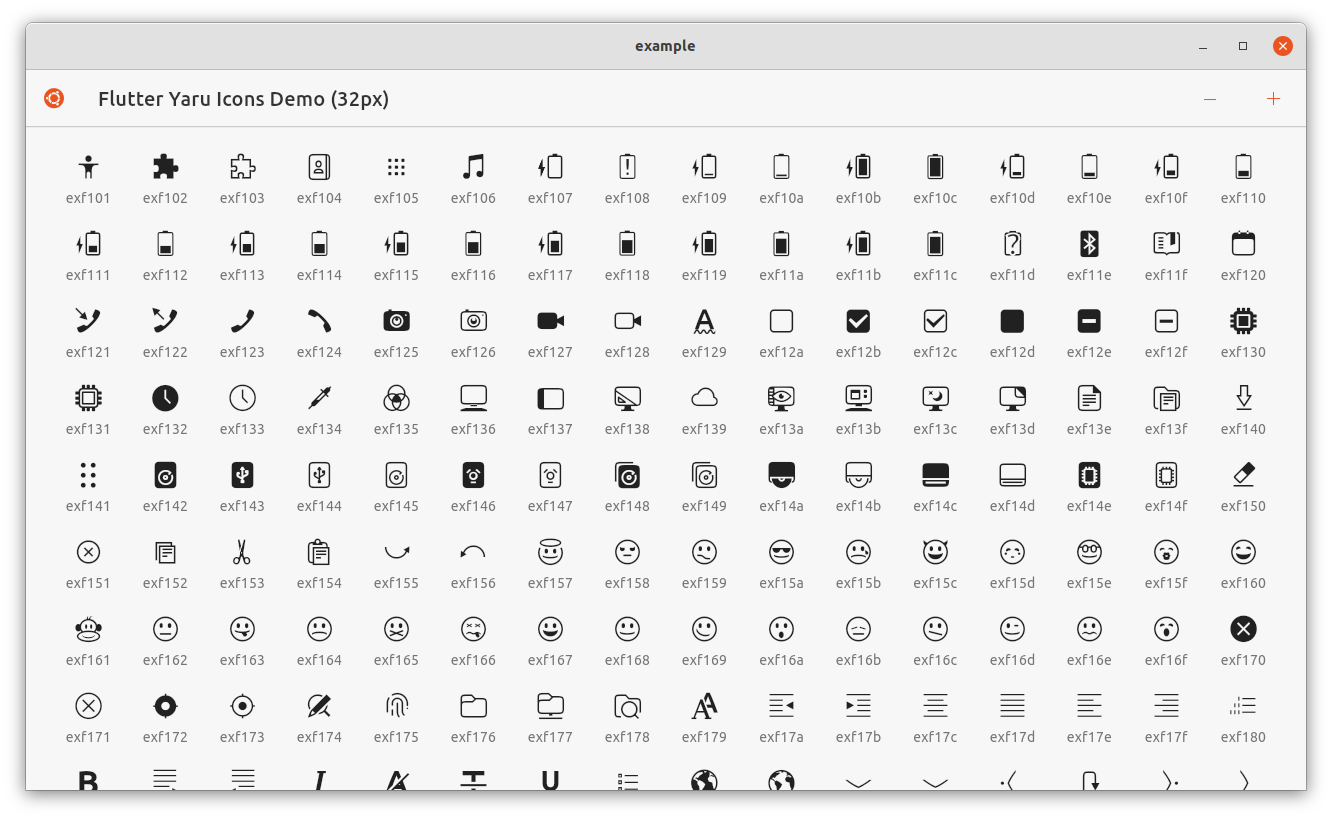 example
Flutter Yaru Icons Demo (32px)
exf101 exf102 exf103 exf104 exf105 exf106 exf107 exf108 exf109 exf10a exf10b exf10c exf10d exf10e exf10f exf110
exf111 exf112 exf113 exf114 exf115 exf116 exf117 exf118 exf119 exf11a exf11b exf11c exf11d exf11e exf11f exf120
exf121 exf122 exf123 exf124 exf125 exf126 exf127 exf128 exf129 exf12a exf12b exf12c exf12d exf12e exf12f exf130
exf131 exf132 exf133 exf134 exf135 exf136 exf137 exf138 exf139 exf13a exf13b exf13c exf13d exf13e exf13f exf140
exf141 exf142 exf143 exf144 exf145 exf146 exf147 exf148 exf149 exf14a exf14b exf14c exf14d exf14e exf14f exf150
exf151 exf152 exf153 exf154 exf155 exf156 exf157 exf158 exf159 exf15a exf15b exf15c exf15d exf15e exf15f exf160
exf161 exf162 exf163 exf164 exf165 exf166 exf167 exf168 exf169 exf16a exf16b exf16c exf16d exf16e exf16f exf170
exf171 exf172 exf173 exf174 exf175 exf176 exf177 exf178 exf179 exf17a exf17b exf17c exf17d exf17e exf17f exf180